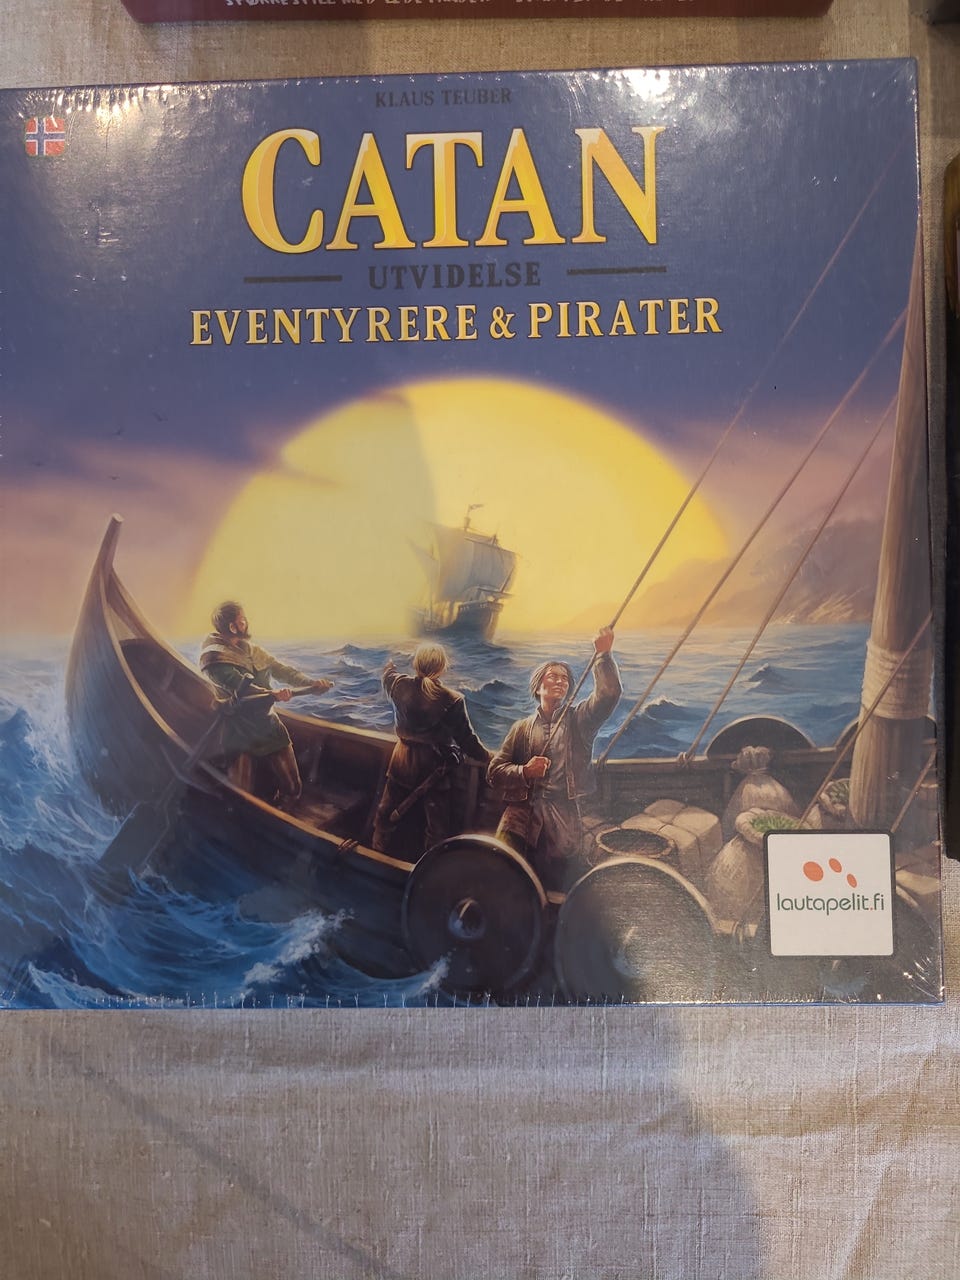 KLAUS TEUBER
CATAN
UTVIDELSE
EVENTYRERE & PIRATER
lautapelit.fi